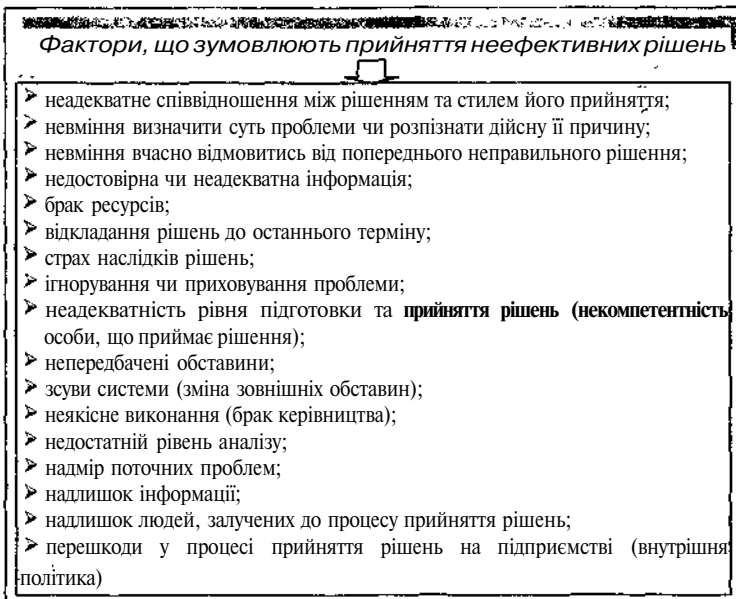 Фактори, що зумовлюють прийняття неефективних рішень
➢ неадекватне співвідношення між рішенням та стилем його прийняття;
➢ невміння визначити суть проблеми чи розпізнати дійсну її причину;
➢ невміння вчасно відмовитись від попереднього неправильного рішення;
➢ недостовірна чи неадекватна інформація;
➢ брак ресурсів;
➢ відкладання рішень до останнього терміну;
➢ страх наслідків рішень;
➢ ігнорування чи приховування проблеми;
➢ неадекватність рівня підготовки та прийняття рішень (некомпетентність
особи, що приймає рішення);
➢ непередбачені обставини;
➢ зсуви системи (зміна зовнішніх обставин);
➢ неякісне виконання (брак керівництва);
➢ недостатній рівень аналізу;
➢ надмір поточних проблем;
➢ надлишок інформації;
➢ надлишок людей, залучених до процесу прийняття рішень;
➢ перешкоди у процесі прийняття рішень на підприємстві (внутрішня
політика)